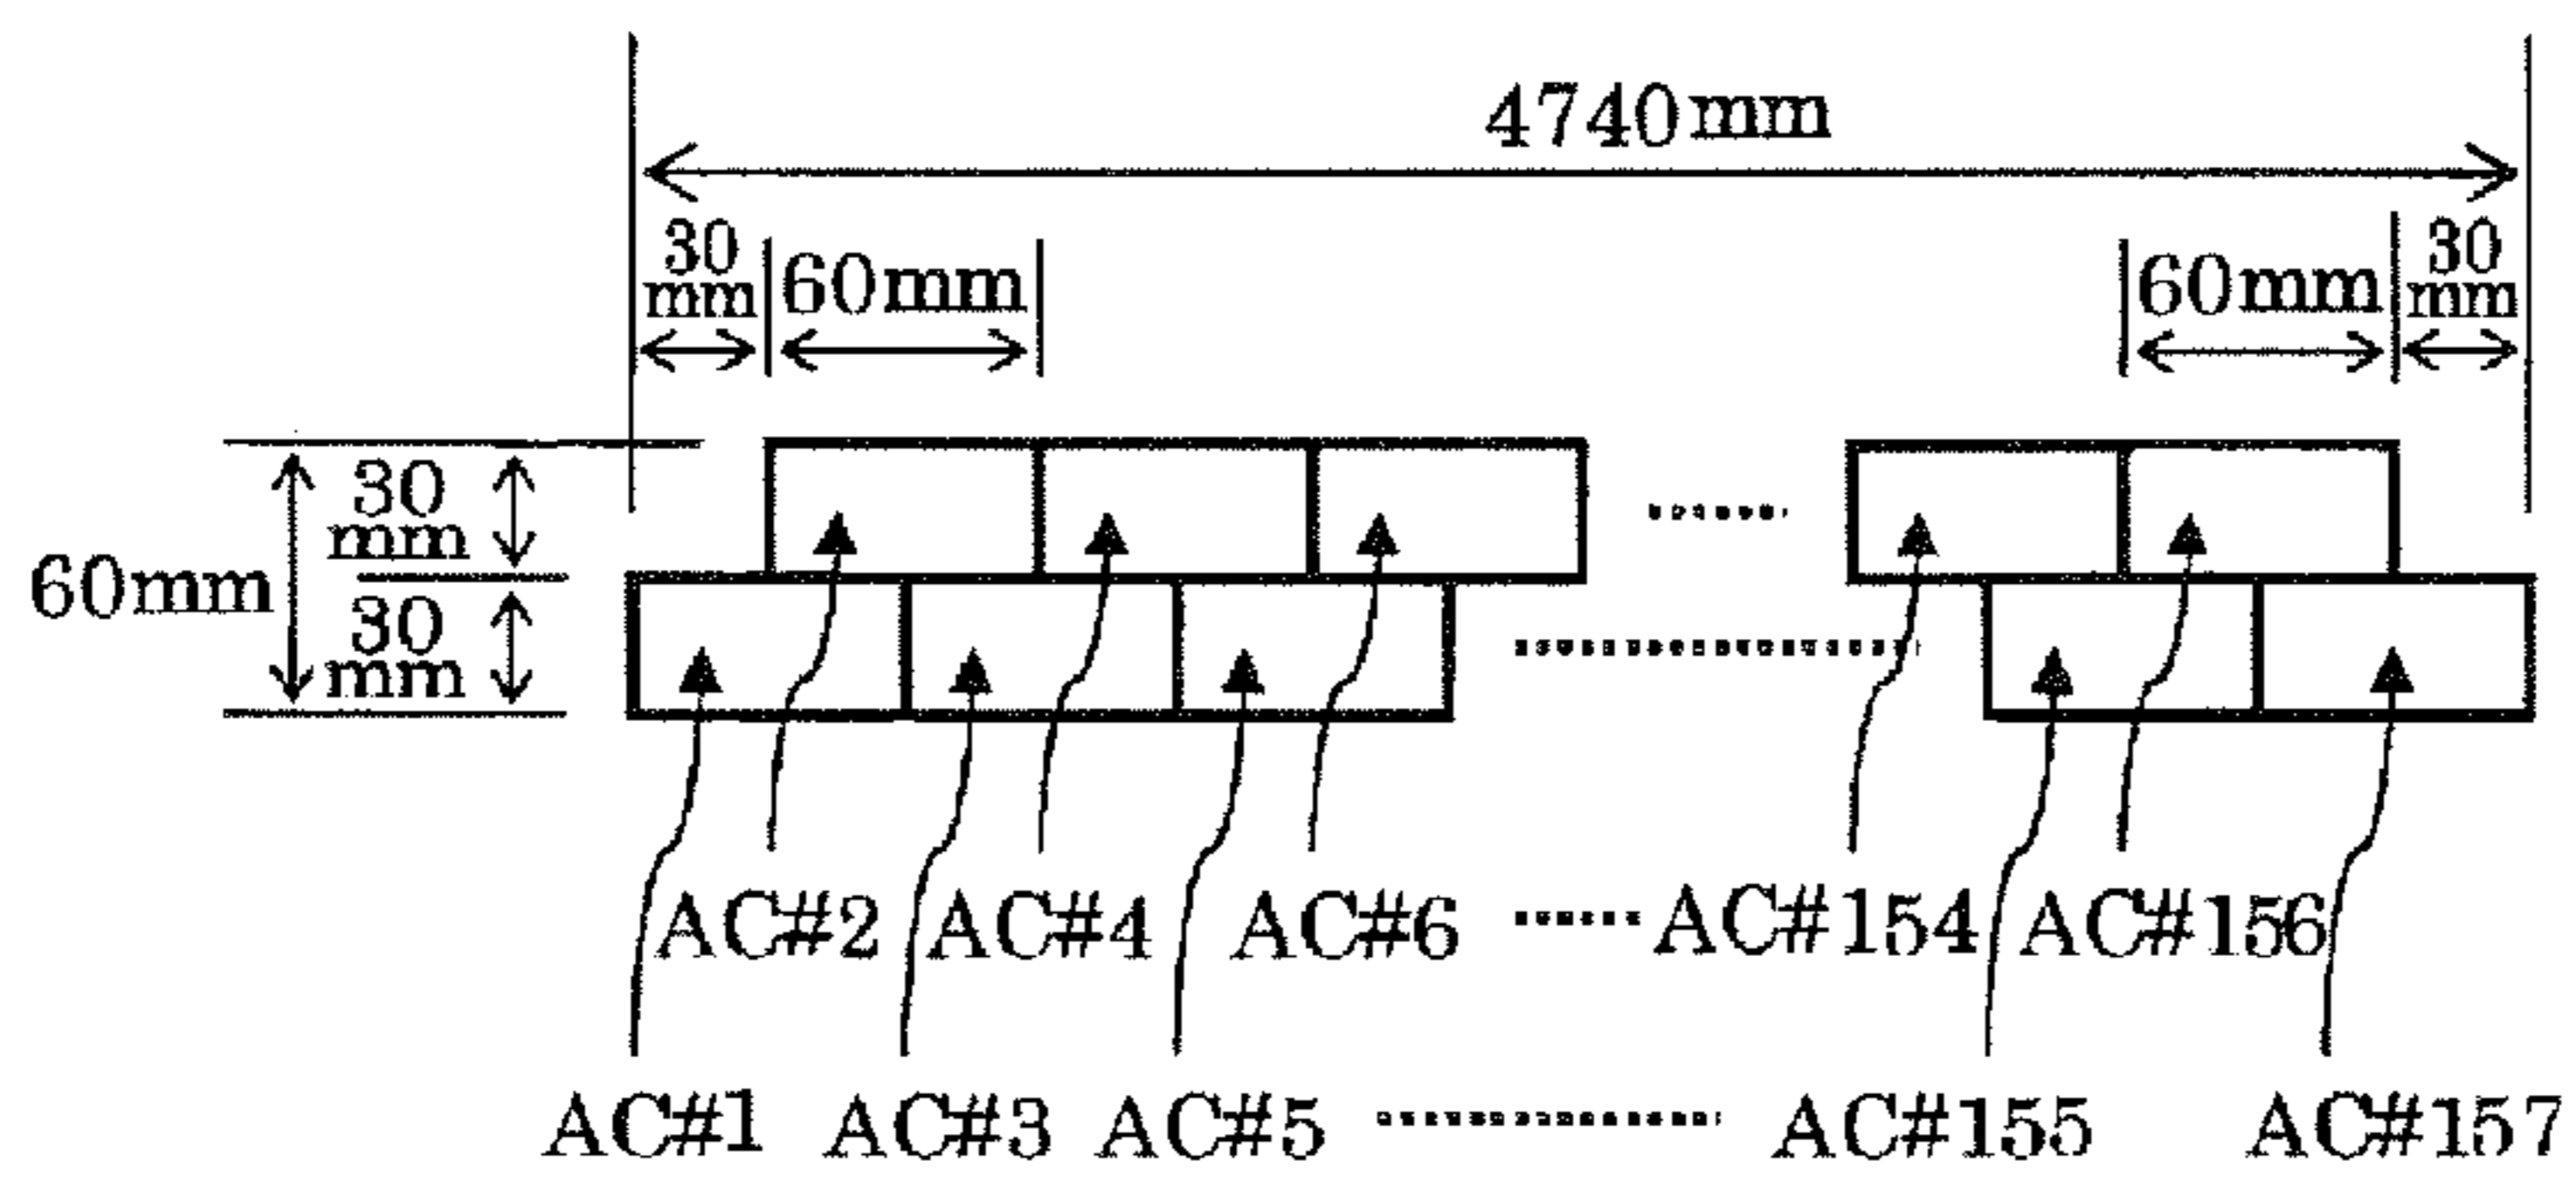 4740mm
30
mm
60mm
60mm
30
mm
30
mm
60mm
30
mm
AC#2 AC#4 AC#6 ...... AC#154 AC#156
AC#1 AC#3 AC#5 ................ AC#155 AC#157